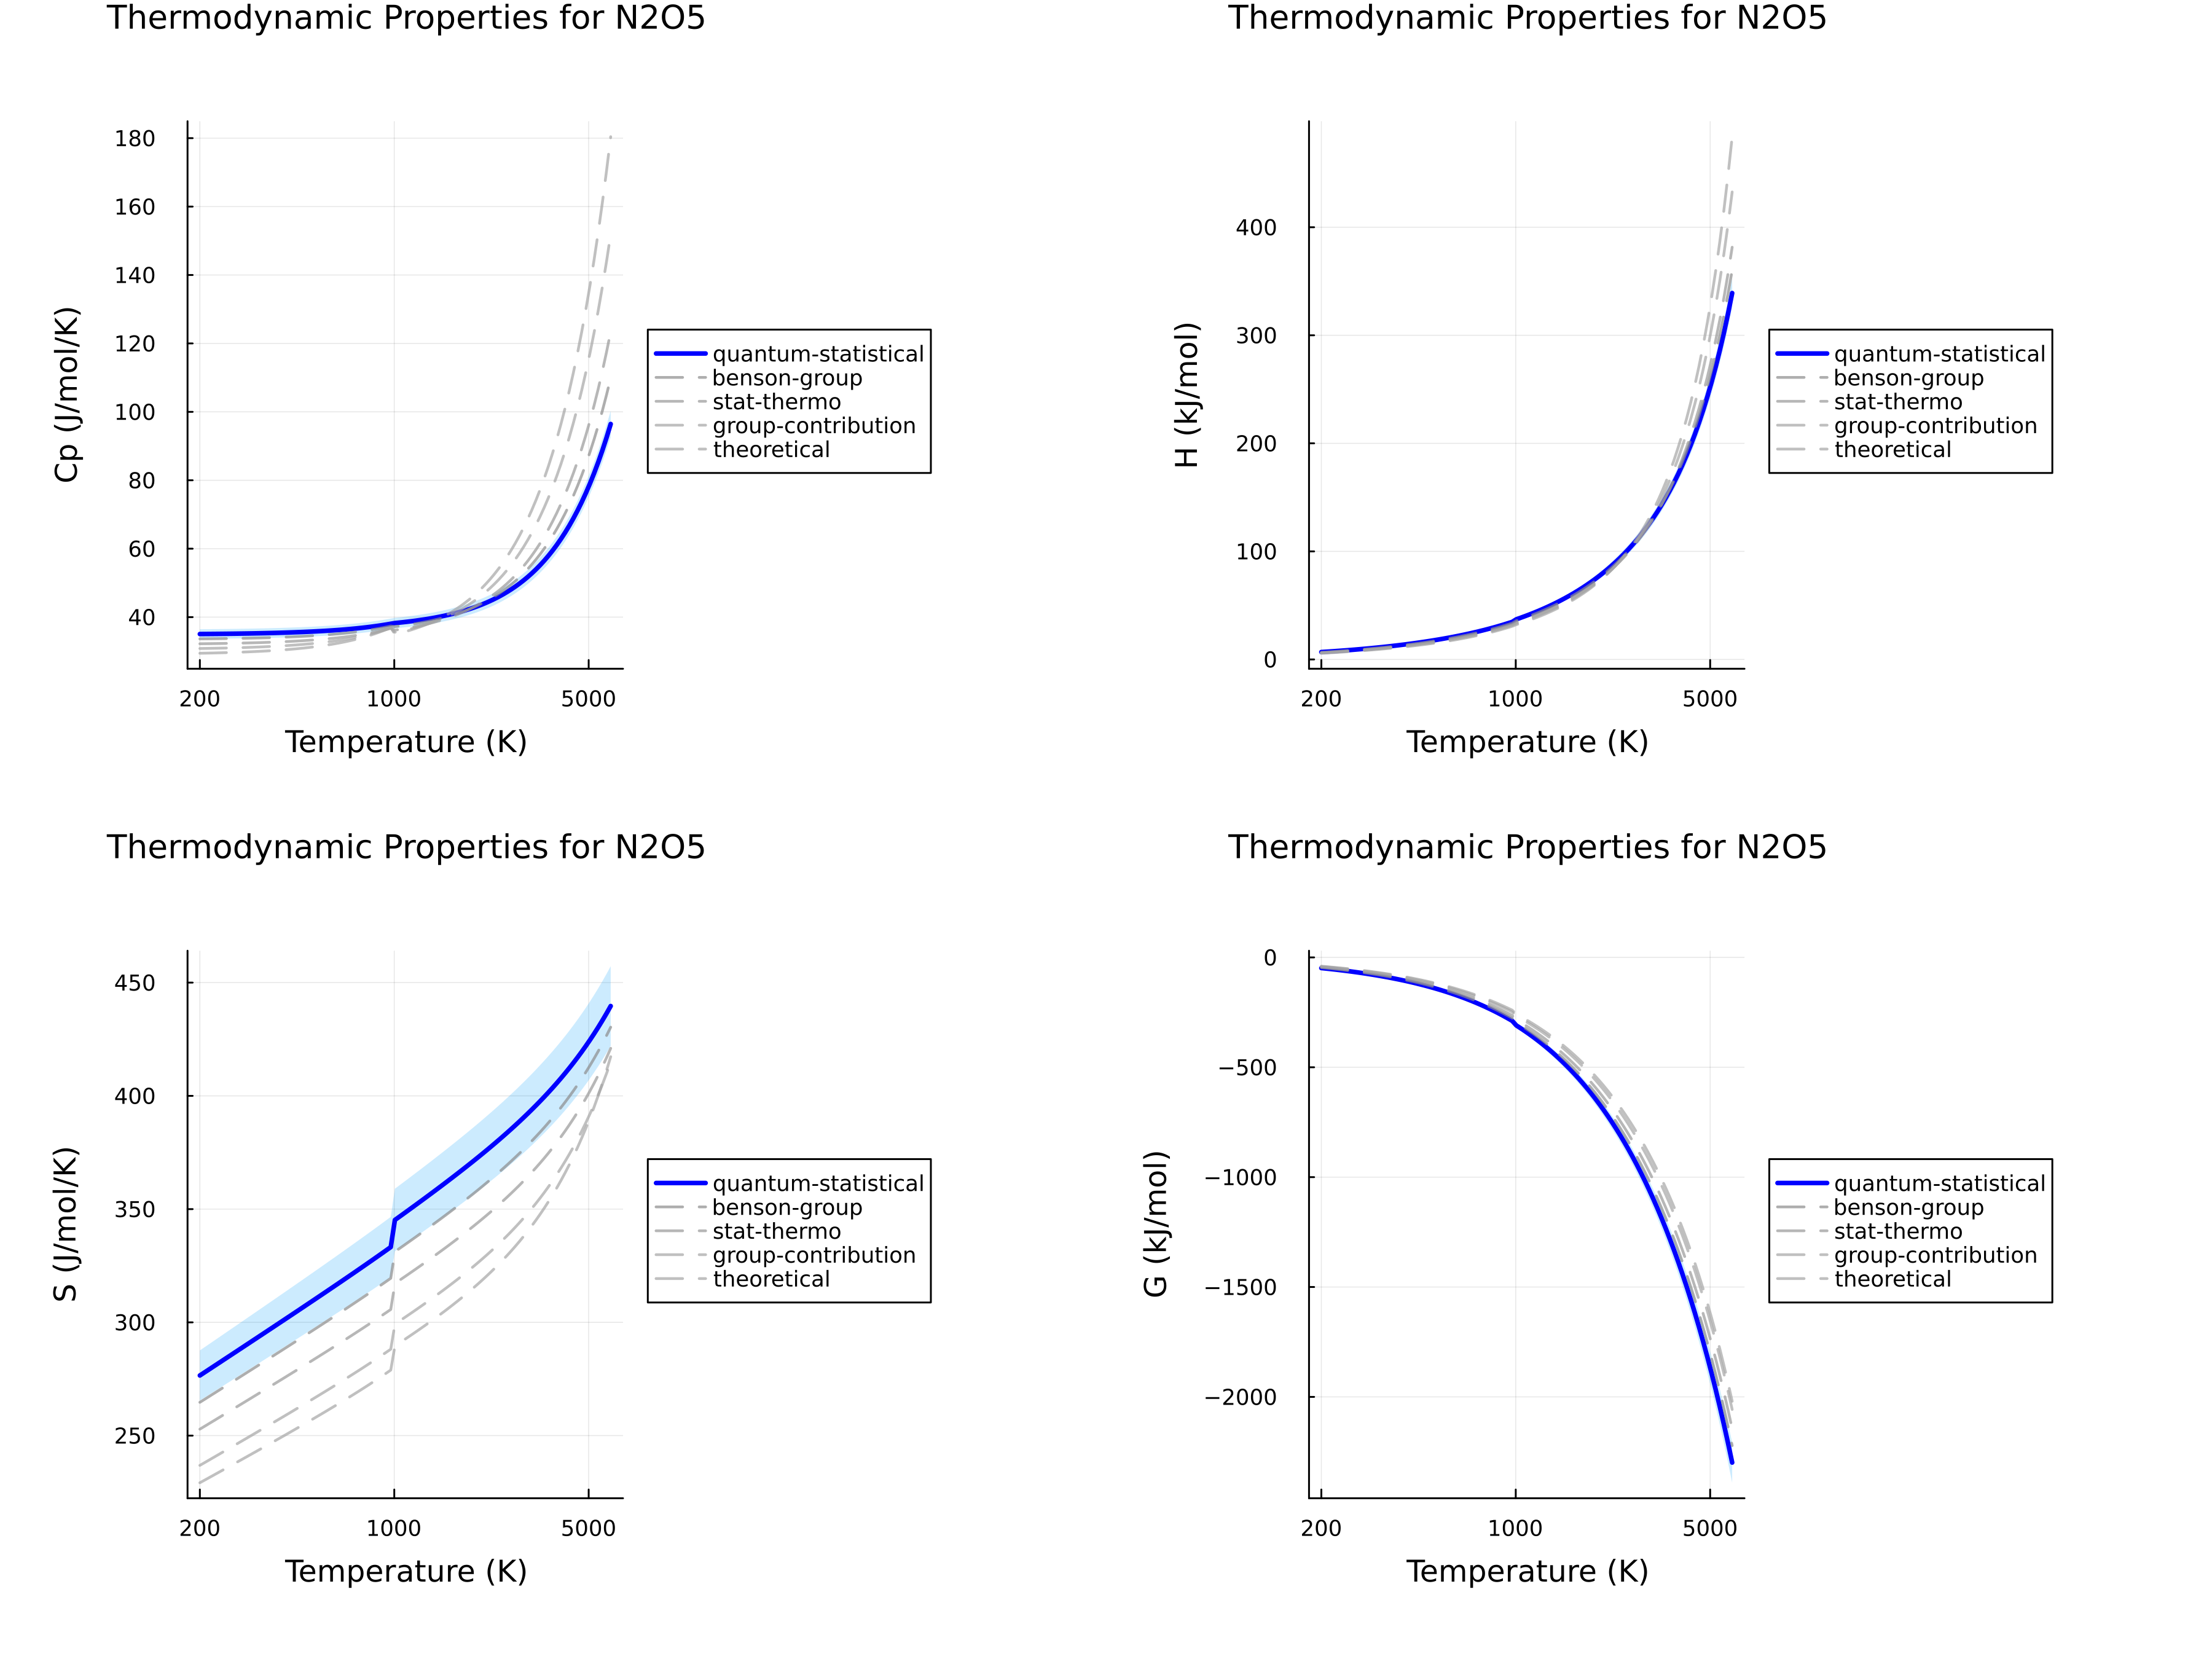 Thermodynamic Properties for N2O5
Cp (J/mol/K)
180
160
140
120
100
80
60
40
200 1000 5000
Temperature (K)
quantum-statistical
benson-group
stat-thermo
group-contribution
theoretical
Thermodynamic Properties for N2O5
H (kJ/mol)
400
300
200
100
0
200 1000 5000
Temperature (K)
quantum-statistical
benson-group
stat-thermo
group-contribution
theoretical
Thermodynamic Properties for N2O5
S (J/mol/K)
450
400
350
300
250
200 1000 5000
Temperature (K)
quantum-statistical
benson-group
stat-thermo
group-contribution
theoretical
Thermodynamic Properties for N2O5
G (kJ/mol)
0
−500
−1000
−1500
−2000
200 1000 5000
Temperature (K)
quantum-statistical
benson-group
stat-thermo
group-contribution
theoretical